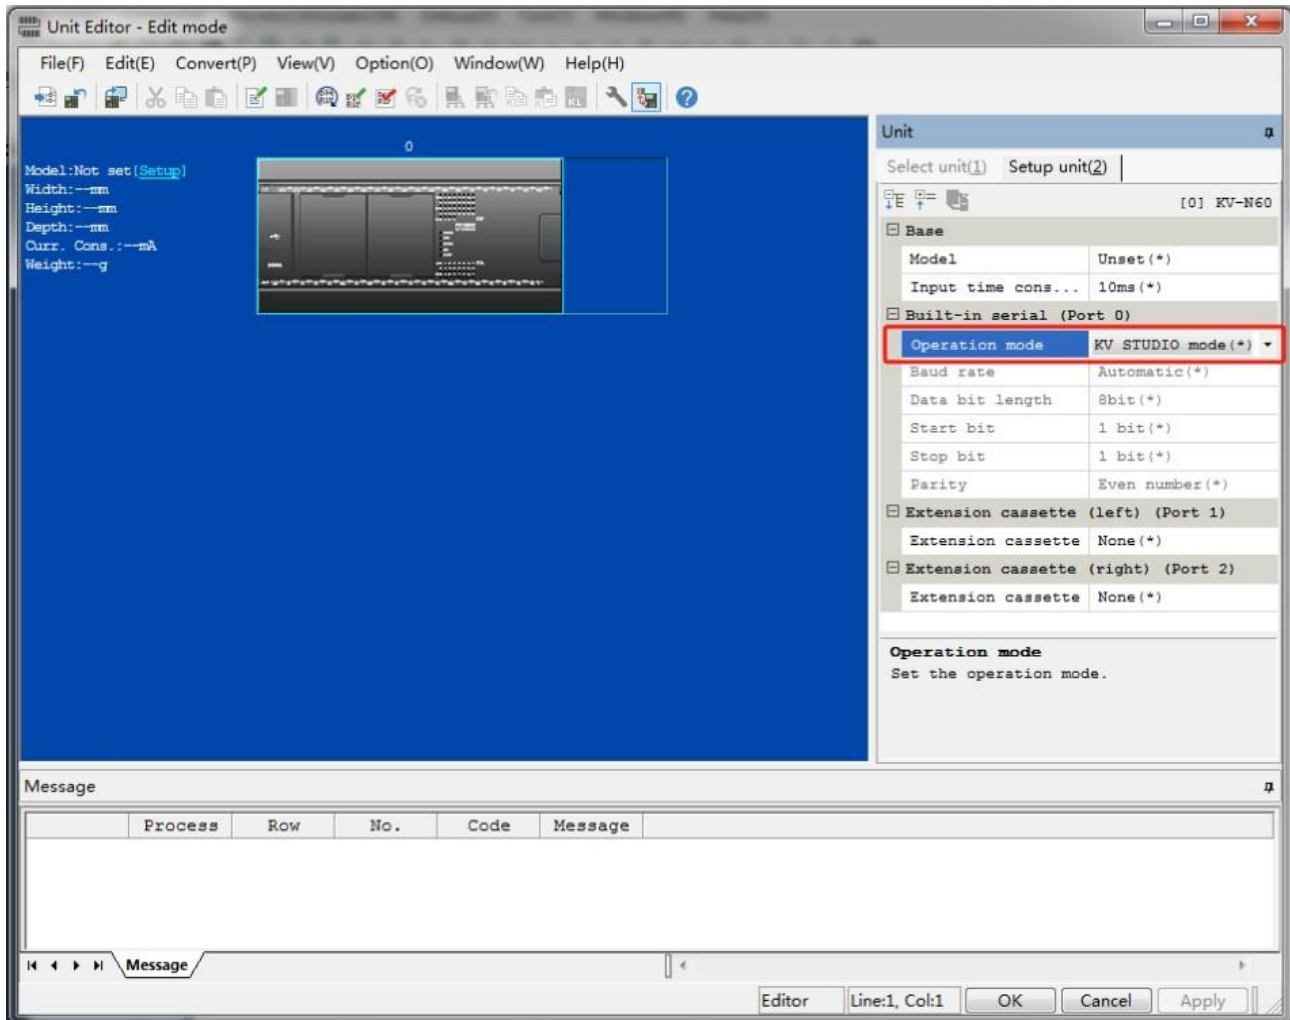 Unit Editor - Edit mode
File(F) Edit(E) Convert(P) View(V) Option(O) Window(W) Help(H)
0
Model:Not set[Setup]
Width:--mm
Height:--mm
Depth:--mm
Curr. Cons.:--mA
Weight:--g
Unit
Select unit(1) Setup unit(2)
[0] KV-N60
Base
Model Unset(*)
Input time cons... 10ms(*)
Built-in serial (Port 0)
Operation mode KV STUDIO mode(*)
Baud rate Automatic(*)
Data bit length 8bit(*)
Start bit 1 bit(*)
Stop bit 1 bit(*)
Parity Even number(*)
Extension cassette (left) (Port 1)
Extension cassette None(*)
Extension cassette (right) (Port 2)
Extension cassette None(*)
Operation mode
Set the operation mode.
Message
Process Row No. Code Message
Message
Editor Line:1, Col:1 OK Cancel Apply